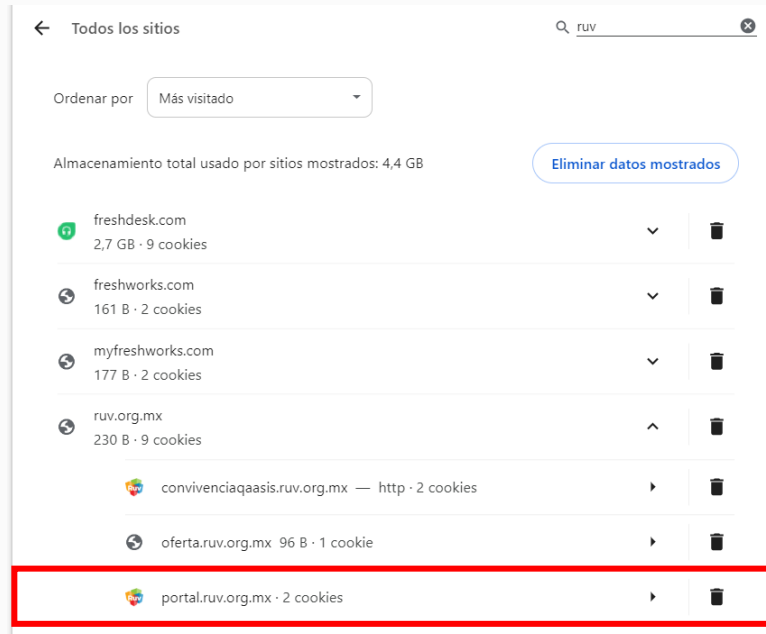 Todos los sitios
ruv
Ordenar por
Más visitado
Almacenamiento total usado por sitios mostrados: 4,4 GB
Eliminar datos mostrados
freshdesk.com
2,7 GB · 9 cookies
freshworks.com
161 B · 2 cookies
myfreshworks.com
177 B · 2 cookies
ruv.org.mx
230 B · 9 cookies
Ruv convivenciaqaasis.ruv.org.mx — http · 2 cookies
oferta.ruv.org.mx 96 B · 1 cookie
Ruv portal.ruv.org.mx · 2 cookies